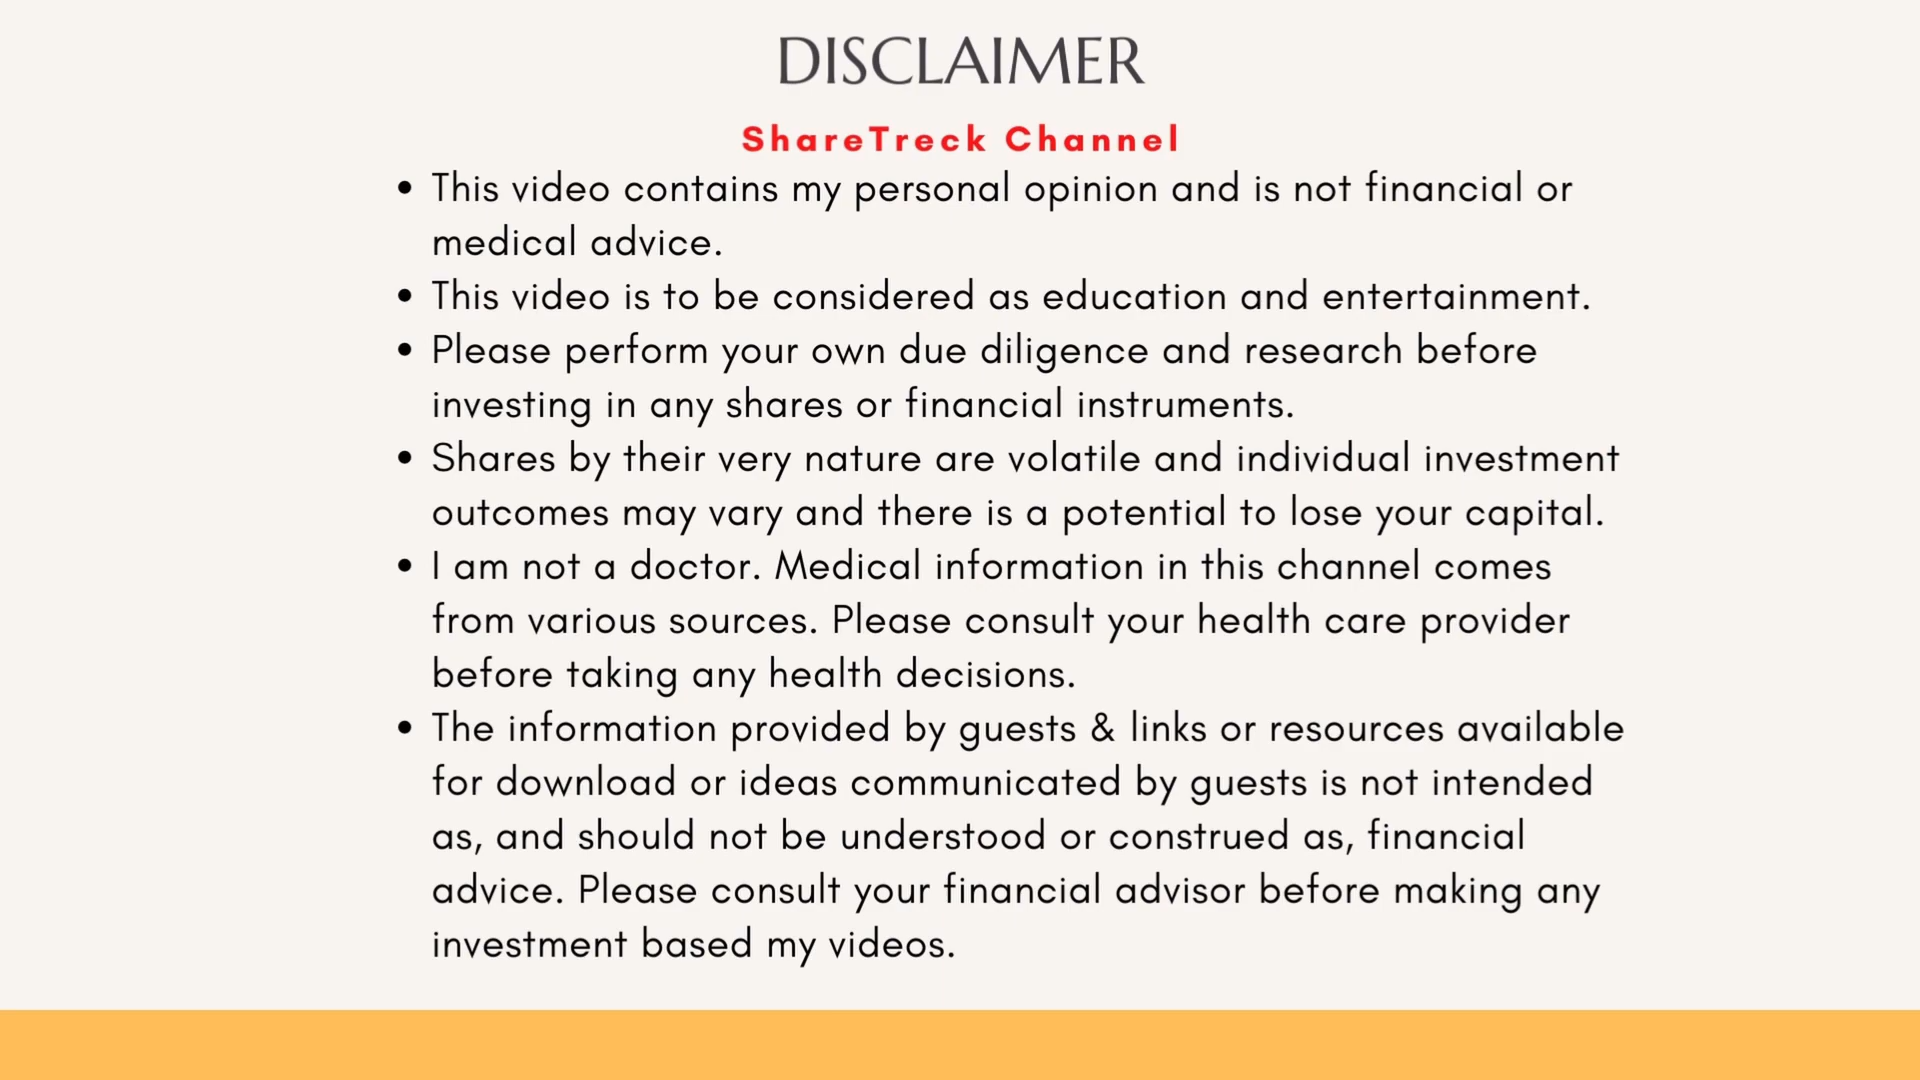 DISCLAIMER
ShareTreck Channel
• This video contains my personal opinion and is not financial or
medical advice.
• This video is to be considered as education and entertainment.
• Please perform your own due diligence and research before
investing in any shares or financial instruments.
• Shares by their very nature are volatile and individual investment
outcomes may vary and there is a potential to lose your capital.
• I am not a doctor. Medical information in this channel comes
from various sources. Please consult your health care provider
before taking any health decisions.
• The information provided by guests & links or resources available
for download or ideas communicated by guests is not intended
as, and should not be understood or construed as, financial
advice. Please consult your financial advisor before making any
investment based my videos.